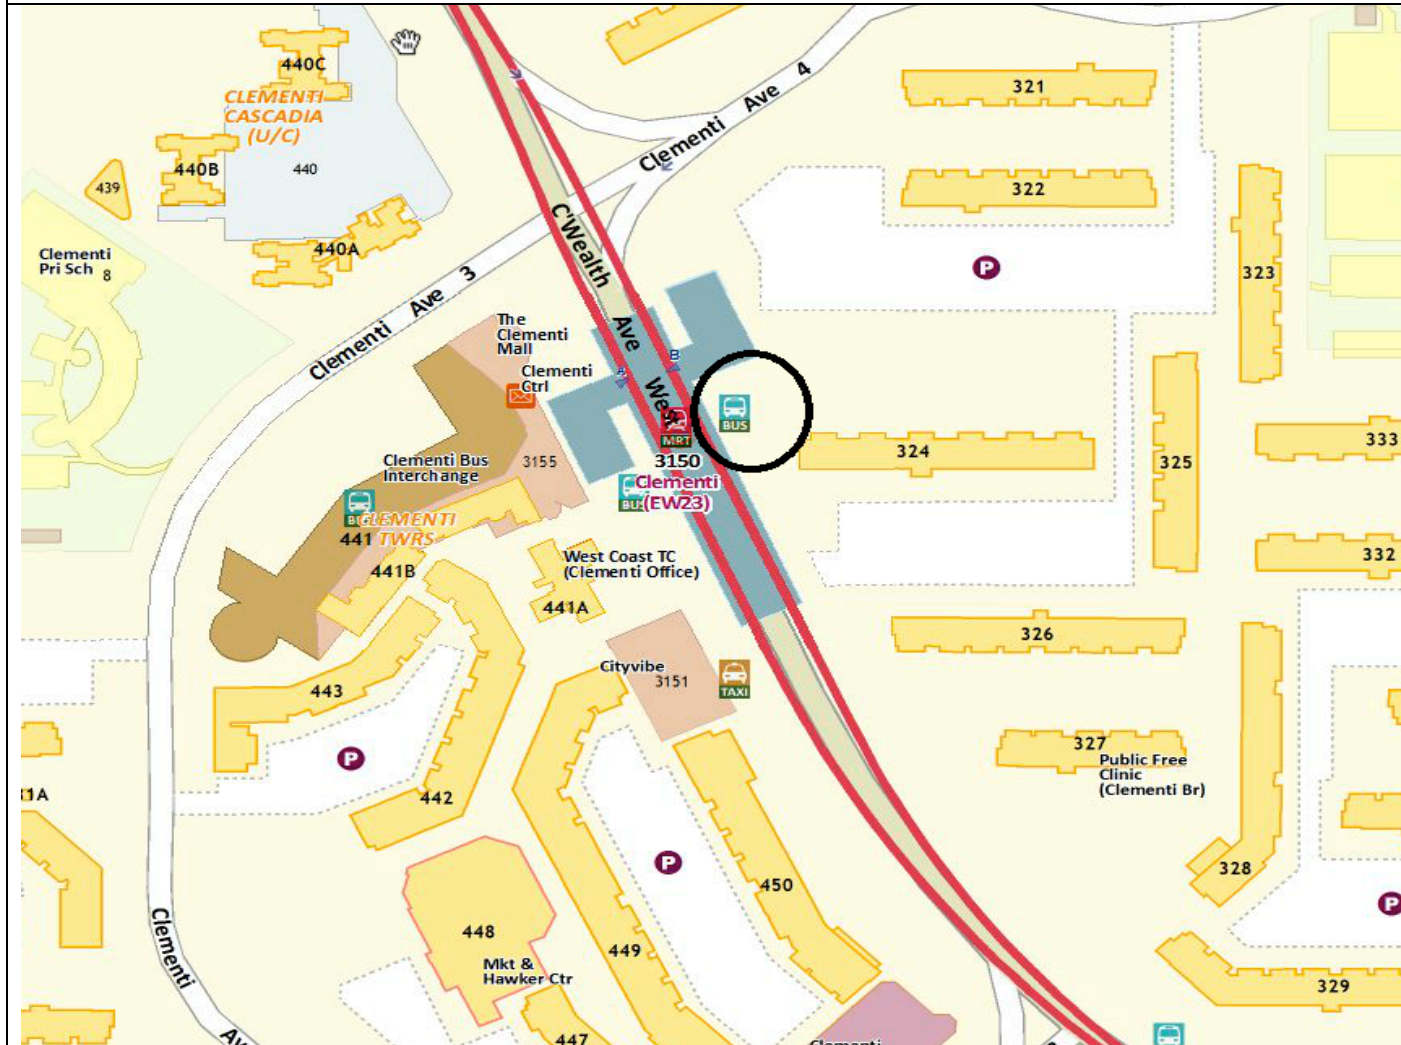 440C
CLEMENTI
CASCADIA
(U/C)
440B
440
439
440A
Clementi
Pri Sch 8
Clementi Ave 4
Clementi Ave 3
C'Wealth Ave West
321
322
P
323
The
Clementi
Mall
Clementi
Ctrl
A
B
BUS
MRT
3150
Clementi
(EW23)
BUS
324
325
333
332
3155
Clementi Bus
Interchange
CLEMENTI
TWRS
441
441B
West Coast TC
(Clementi Office)
441A
Cityvibe
3151
TAXI
326
327
Public Free
Clinic
(Clementi Br)
443
P
442
1A
P
450
328
P
448
Mkt &
Hawker Ctr
449
329
447
Clementi
Clementi
Av